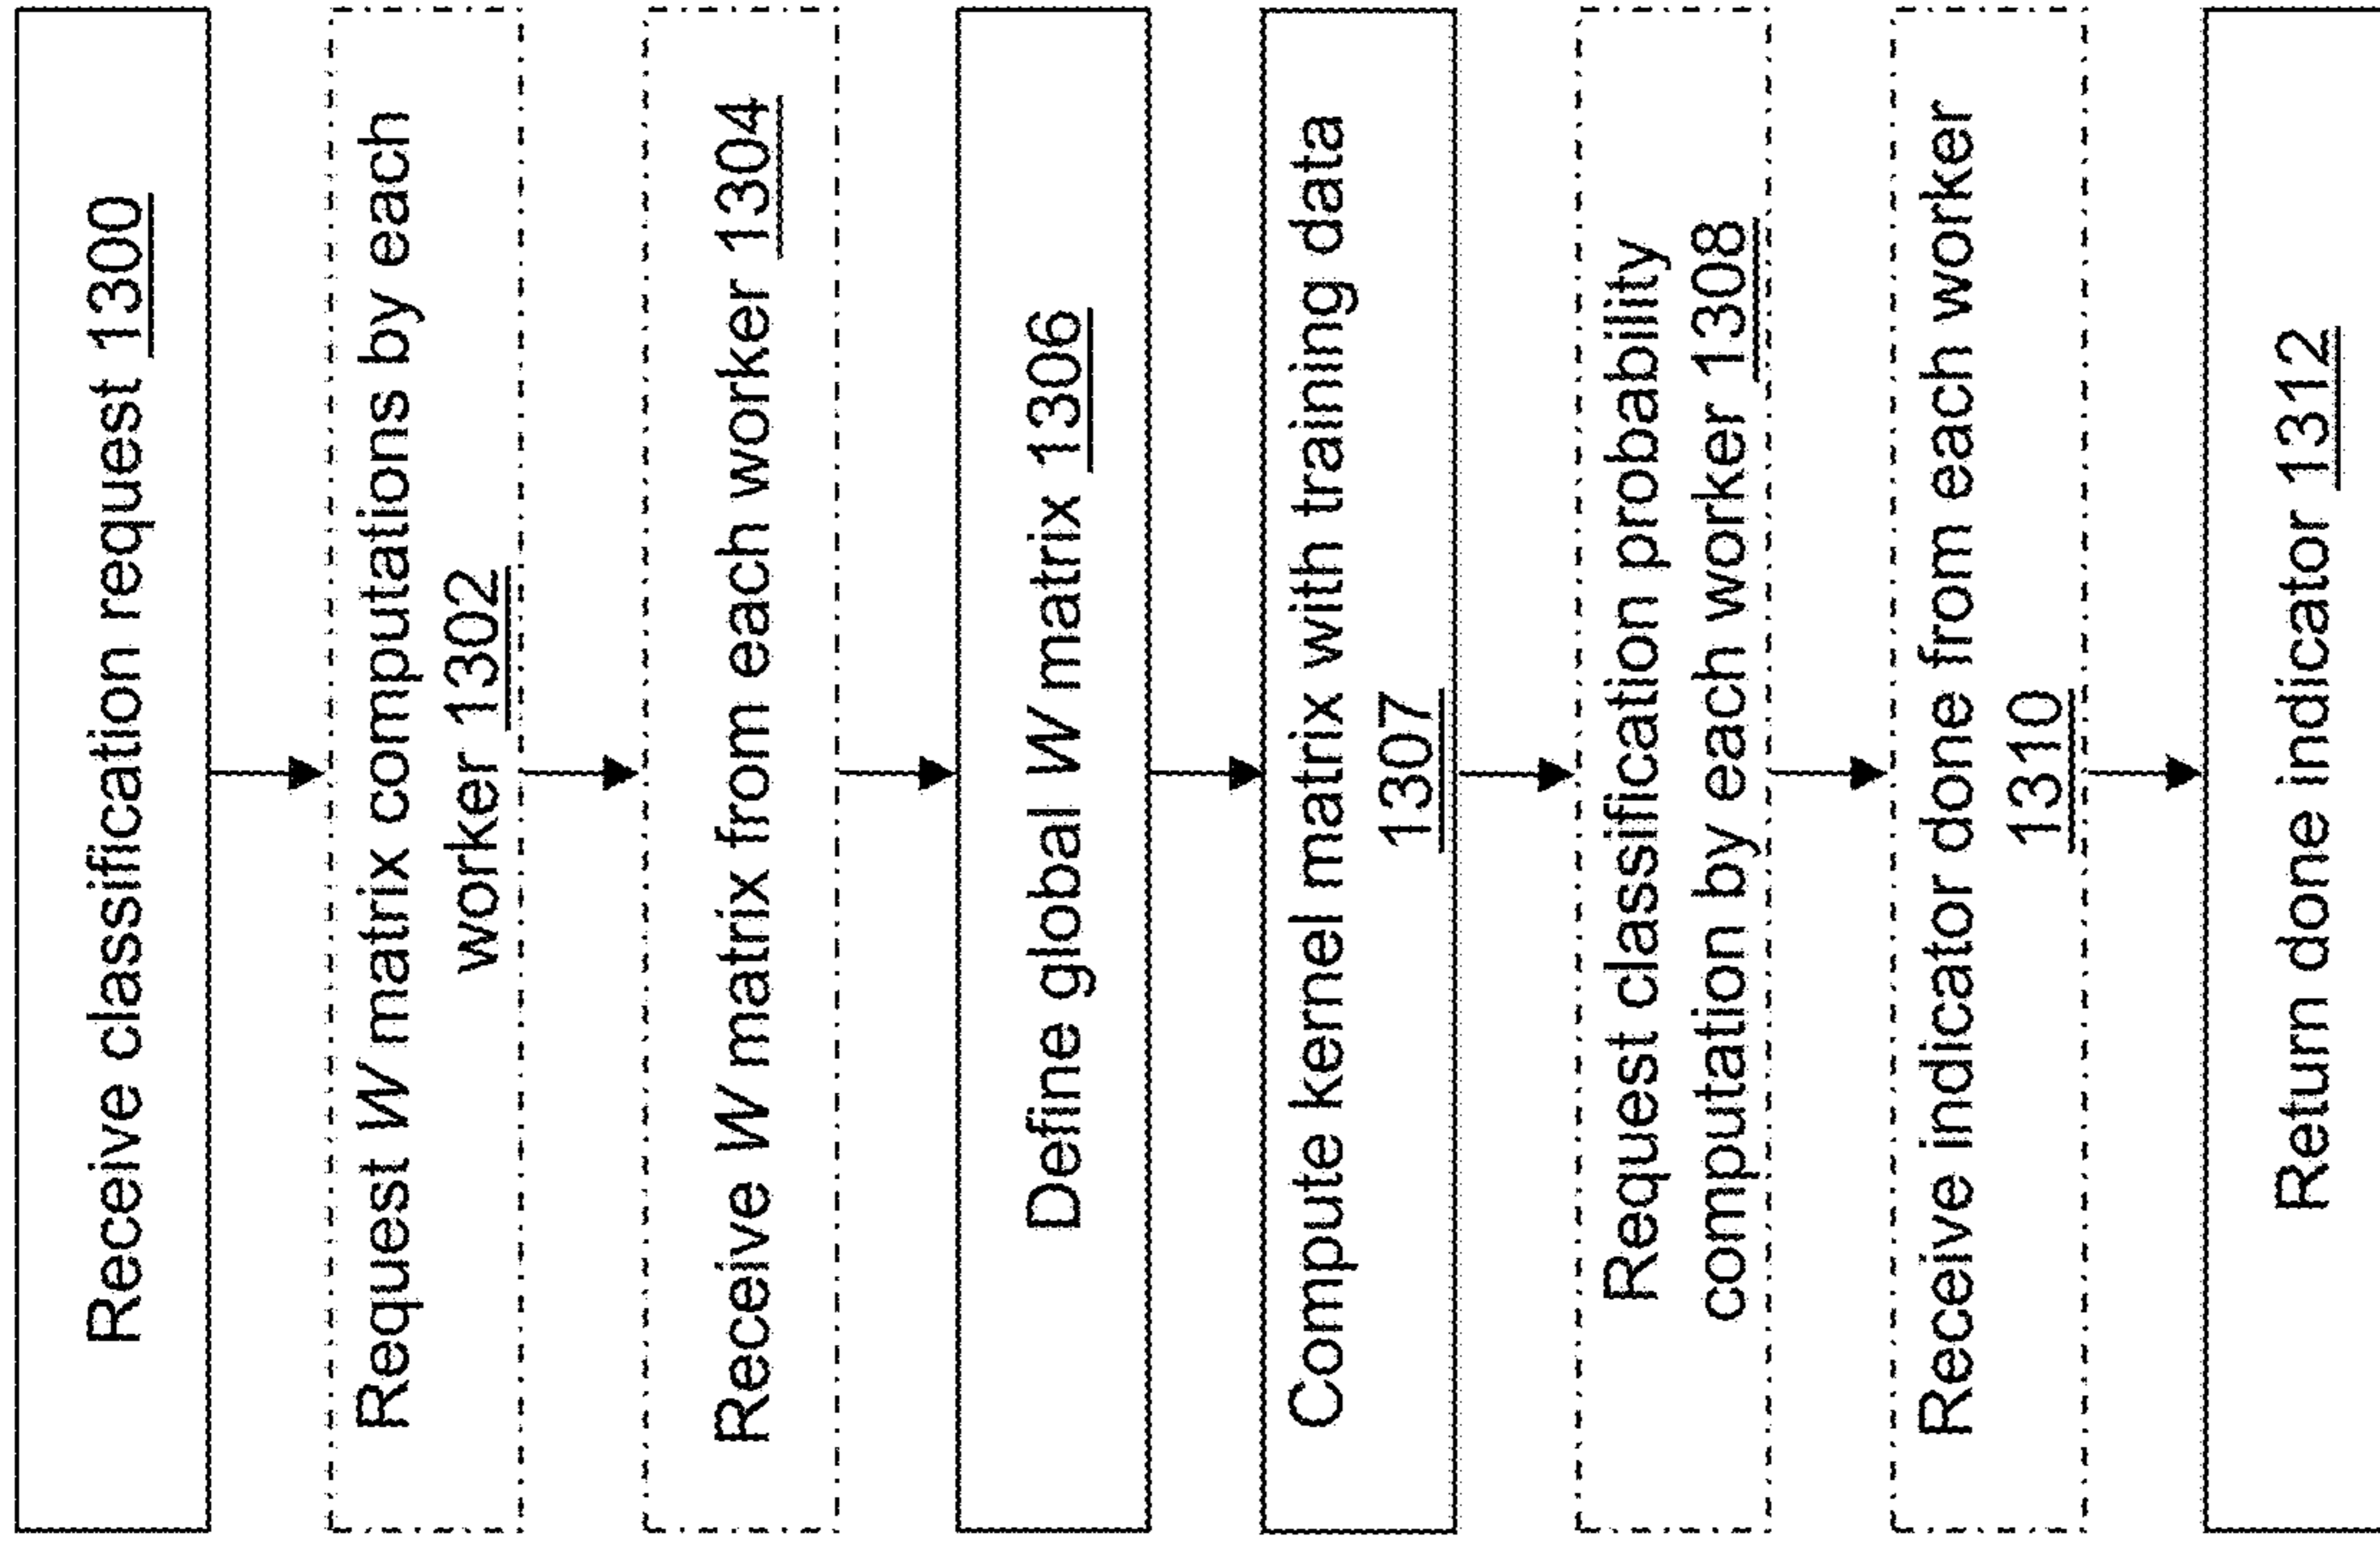 Receive classification request 1300
Request W matrix computations by each
worker 1302
Receive W matrix from each worker 1304
Define global W matrix 1306
Compute kernel matrix with training data
1307
Request classification probability
computation by each worker 1308
Receive indicator done from each worker
1310
Return done indicator 1312